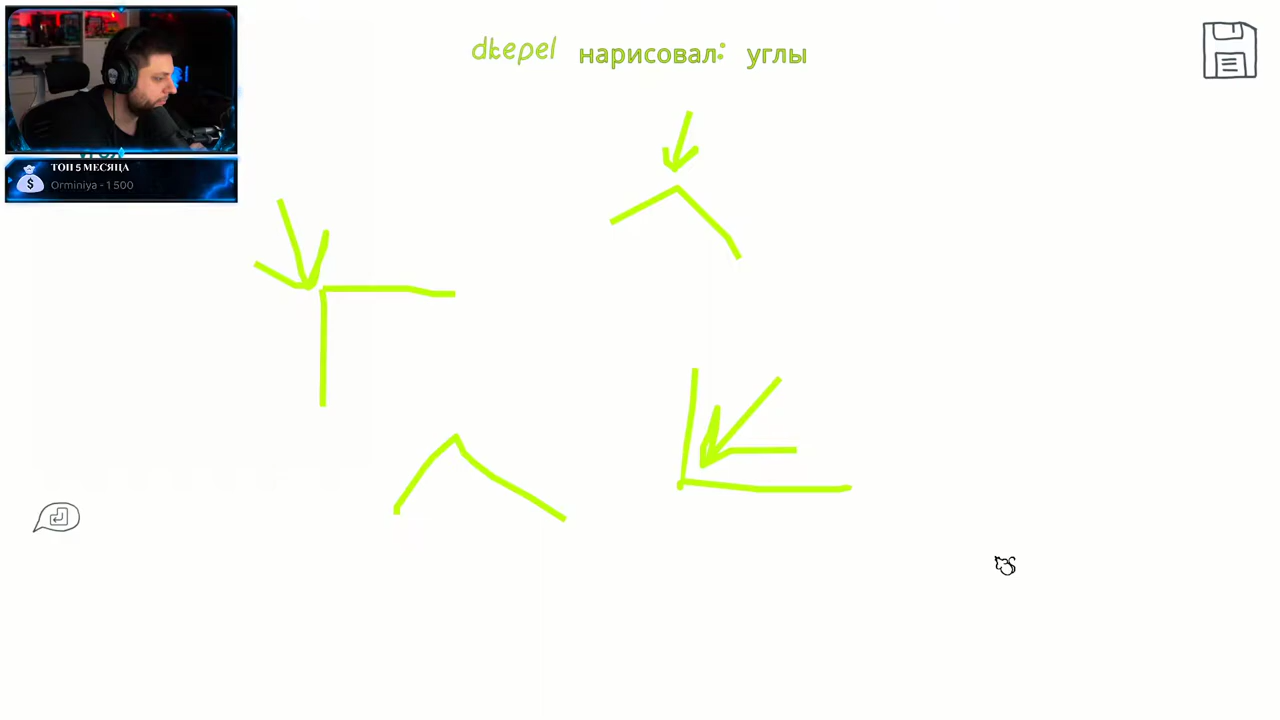 dkepel нарисовал: углы
ТОП 5 МЕСЯЦА
Orminiya - 1 500